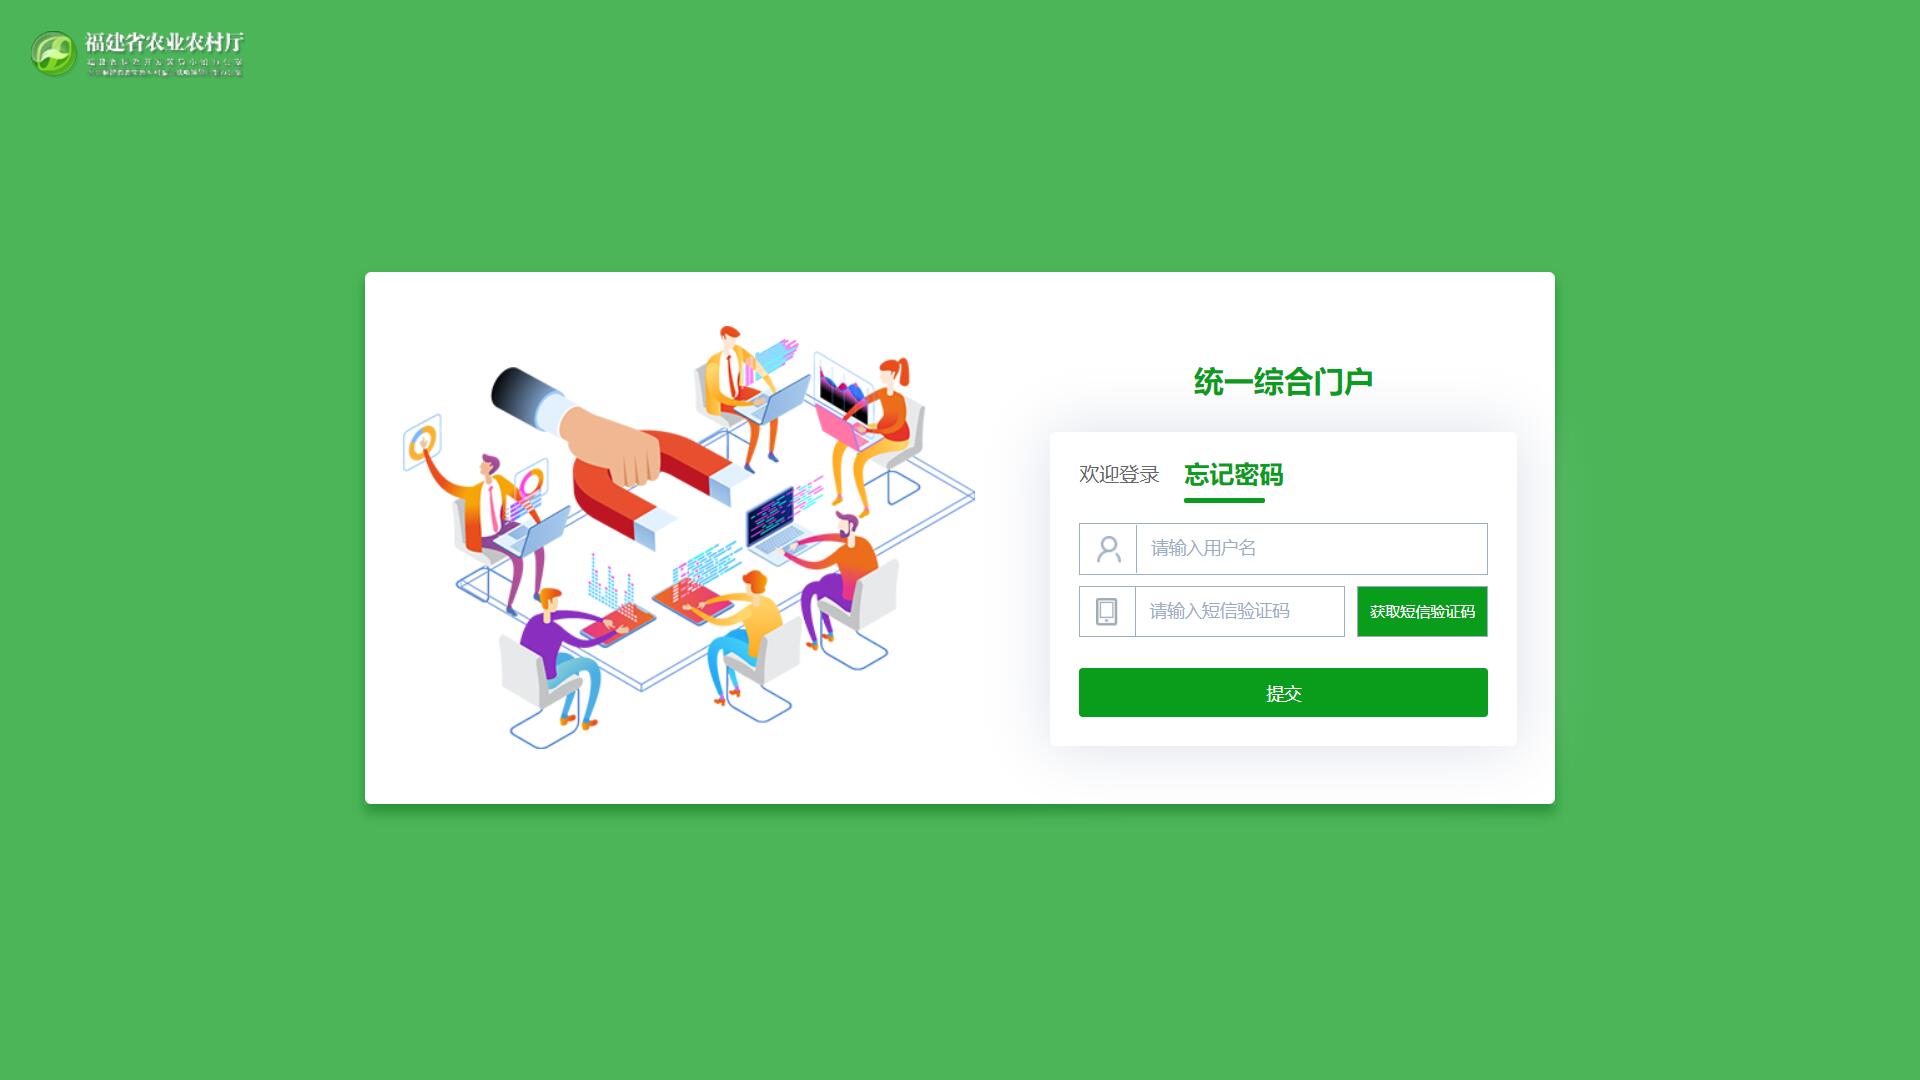 福建省农业农村厅
统一综合门户
欢迎登录 忘记密码
请输入用户名
请输入短信验证码 获取短信验证码
提交